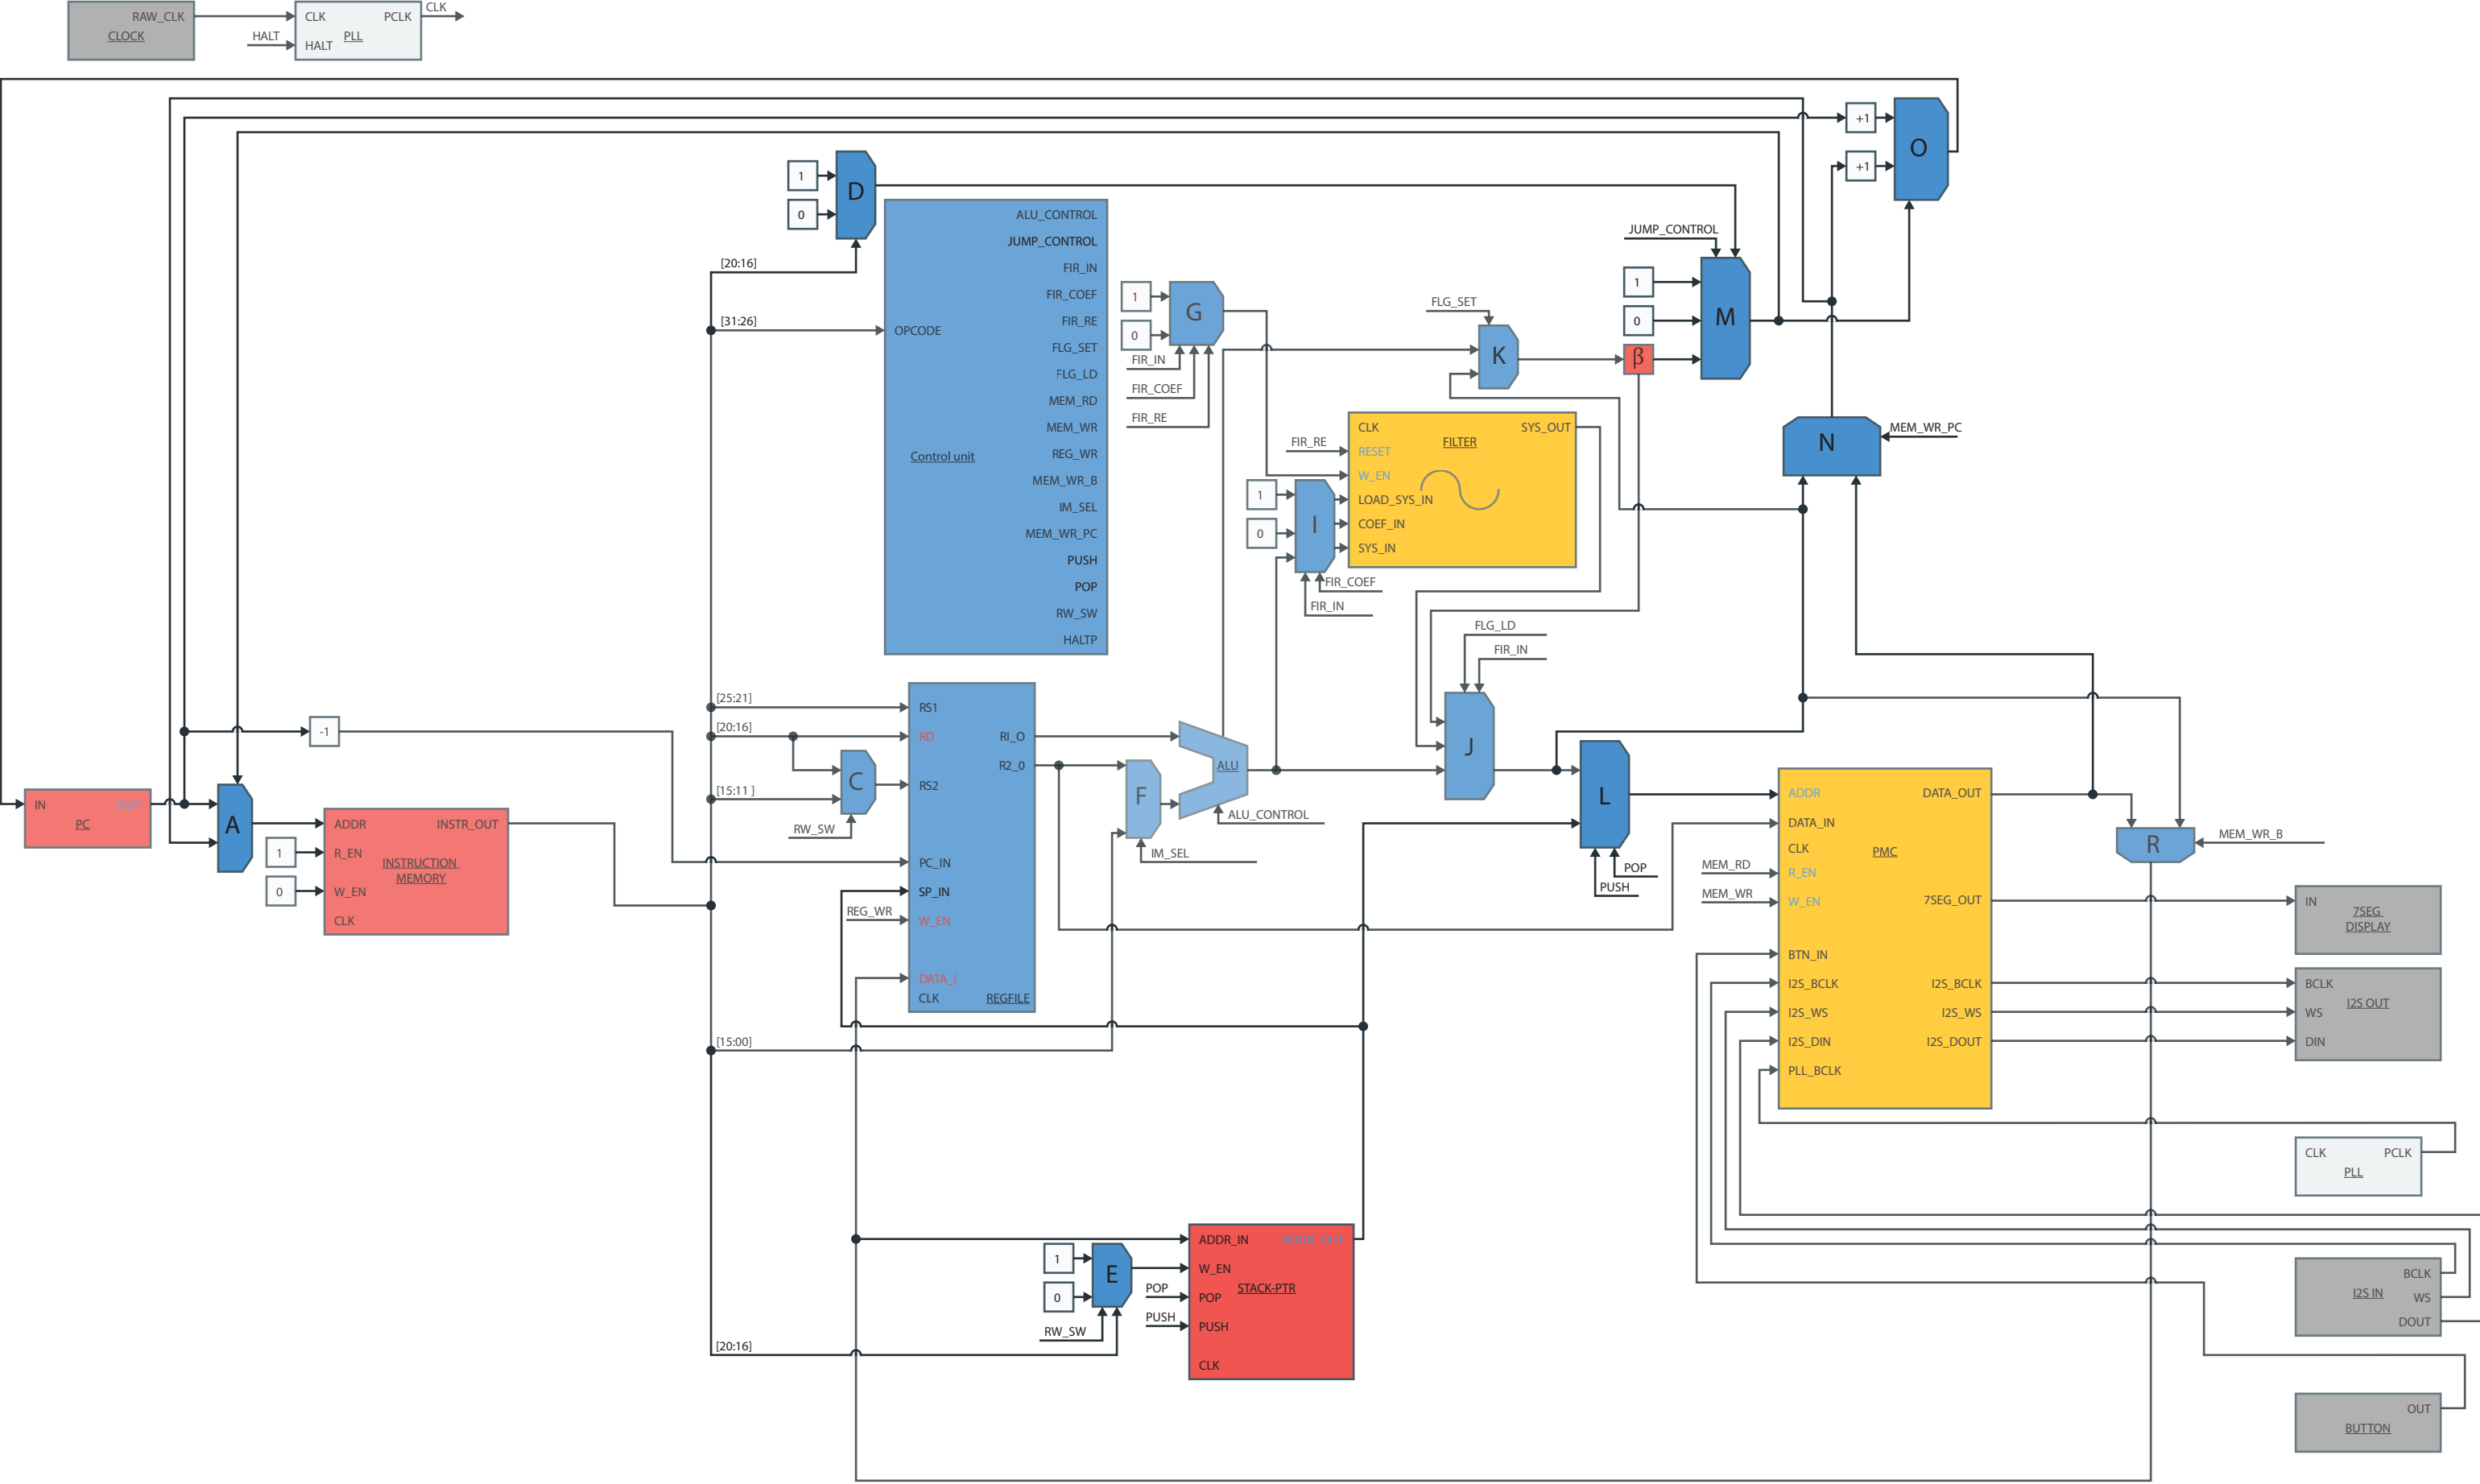 RAW_CLK
CLOCK
HALT
CLK
PCLK
PLL
HALT
CLK
+1
+1
O
1
0
D
[20:16]
[31:26]
ALU_CONTROL
JUMP_CONTROL
FIR_IN
FIR_COEF
FIR_RE
FLG_SET
FLG_LD
MEM_RD
MEM_WR
REG_WR
MEM_WR_B
IM_SEL
MEM_WR_PC
PUSH
POP
RW_SW
HALTP
OPCODE
Control unit
1
0
G
FIR_IN
FIR_COEF
FIR_RE
FLG_SET
K
JUMP_CONTROL
1
0
β
M
N
MEM_WR_PC
FIR_RE
CLK
SYS_OUT
FILTER
RESET
W_EN
LOAD_SYS_IN
COEF_IN
SYS_IN
1
0
I
FIR_COEF
FIR_IN
FLG_LD
FIR_IN
J
[25:21]
[20:16]
[15:11 ]
C
RW_SW
-1
IN
OUT
PC
A
1
0
ADDR
INSTR_OUT
R_EN
INSTRUCTION
MEMORY
W_EN
CLK
RS1
RD
RI_O
R2_0
RS2
PC_IN
SP_IN
REG_WR
W_EN
DATA_I
CLK
REGFILE
F
IM_SEL
ALU
ALU_CONTROL
L
POP
PUSH
[15:00]
ADDR
DATA_OUT
DATA_IN
CLK
PMC
MEM_RD
R_EN
MEM_WR
W_EN
7SEG_OUT
BTN_IN
I2S_BCLK
I2S_BCLK
I2S_WS
I2S_WS
I2S_DIN
I2S_DOUT
PLL_BCLK
R
MEM_WR_B
IN
7SEG
DISPLAY
BCLK
I2S OUT
WS
DIN
CLK
PCLK
PLL
BCLK
I2S IN
WS
DOUT
OUT
BUTTON
1
0
E
RW_SW
[20:16]
ADDR_IN
ADDR_OUT
W_EN
STACK-PTR
POP
POP
PUSH
PUSH
CLK